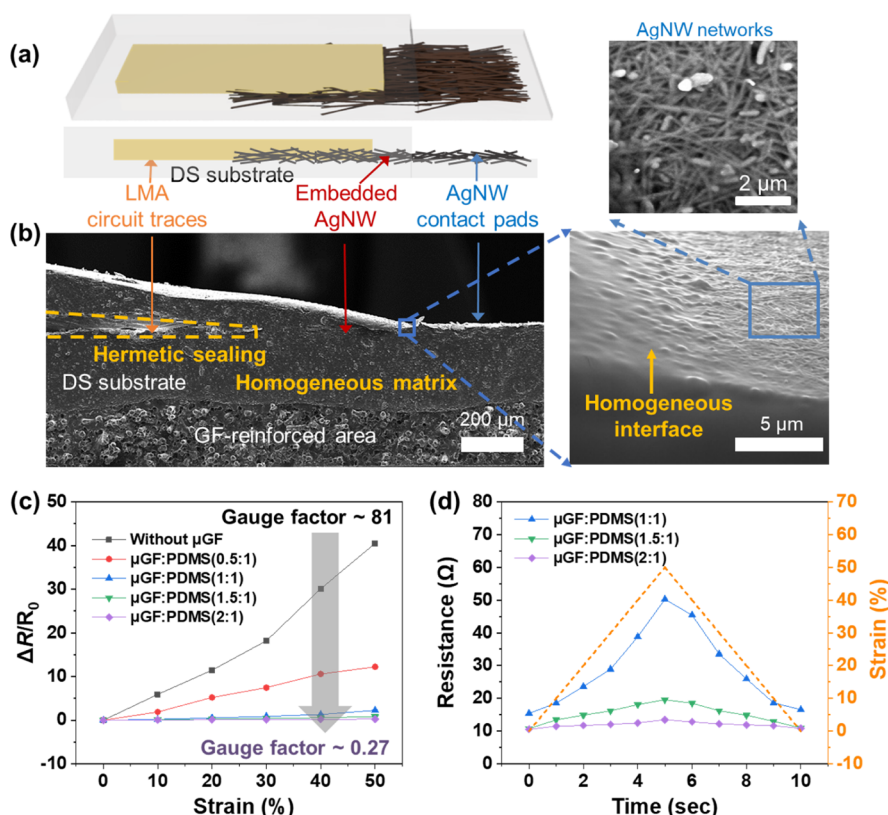 (a)
AgNW networks
2 μm
DS substrate
LMA
circuit traces
Embedded
AgNW
AgNW
contact pads
(b)
Hermetic sealing
DS substrate
Homogeneous matrix
GF-reinforced area
200 μm
Homogeneous
interface
5 μm
(c)
50
40
30
20
10
0
-10
ΔR/R0
Without μGF
μGF:PDMS(0.5:1)
μGF:PDMS(1:1)
μGF:PDMS(1.5:1)
μGF:PDMS(2:1)
Gauge factor ~ 81
Gauge factor ~ 0.27
0 10 20 30 40 50
Strain (%)
(d)
80
70
60
50
40
30
20
10
0
Resistance (Ω)
μGF:PDMS(1:1)
μGF:PDMS(1.5:1)
μGF:PDMS(2:1)
70
60
50
40
30
20
10
0
-10
Strain (%)
0 2 4 6 8 10
Time (sec)